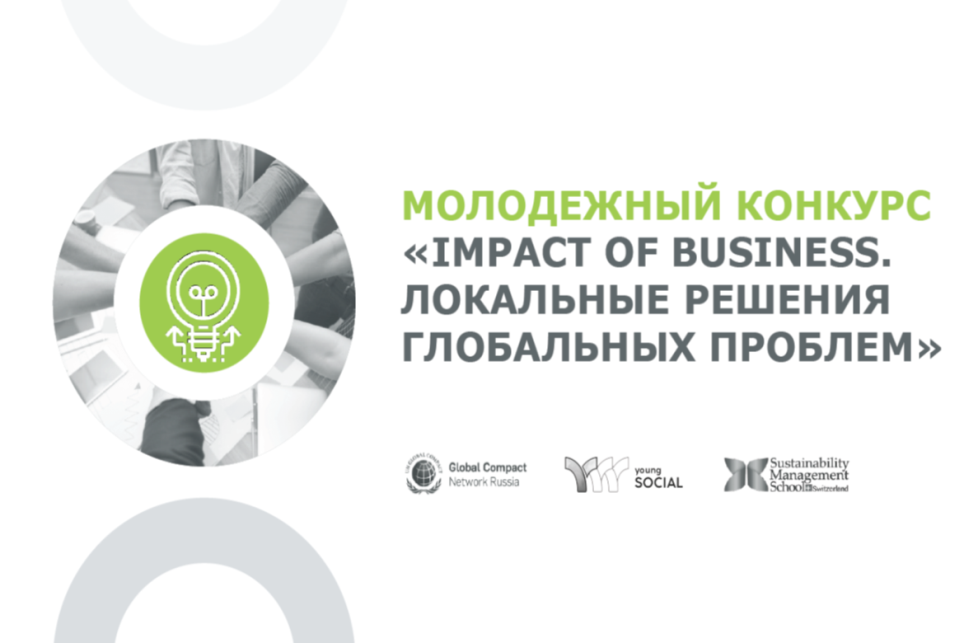 МОЛОДЕЖНЫЙ КОНКУРС
«IMPACT OF BUSINESS.
ЛОКАЛЬНЫЕ РЕШЕНИЯ
ГЛОБАЛЬНЫХ ПРОБЛЕМ»
Global Compact
Network Russia
young
SOCIAL
Sustainability
Management
School Switzerland